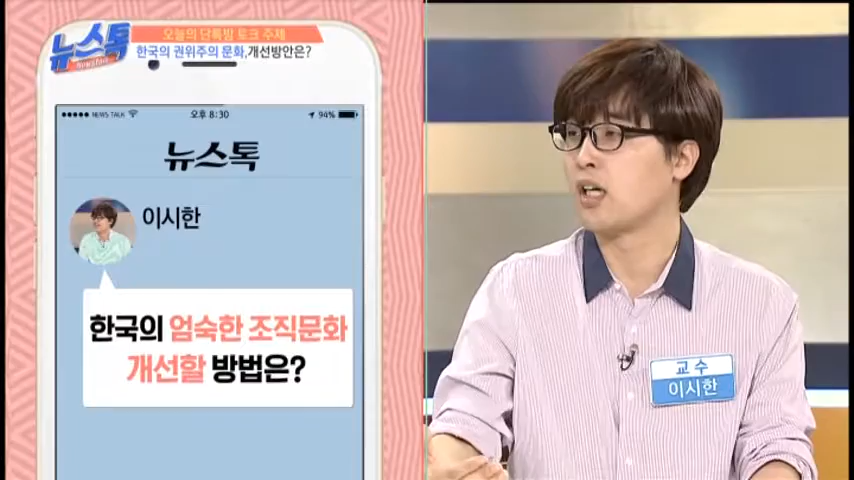 뉴스톡
NewsTalk
오늘의 단톡방 토크 주제
한국의 권위주의 문화,개선방안은?
NEWS TALK
오후 8:30
94%
뉴스톡
이시한
한국의 엄숙한 조직문화
개선할 방법은?
교수
이시한